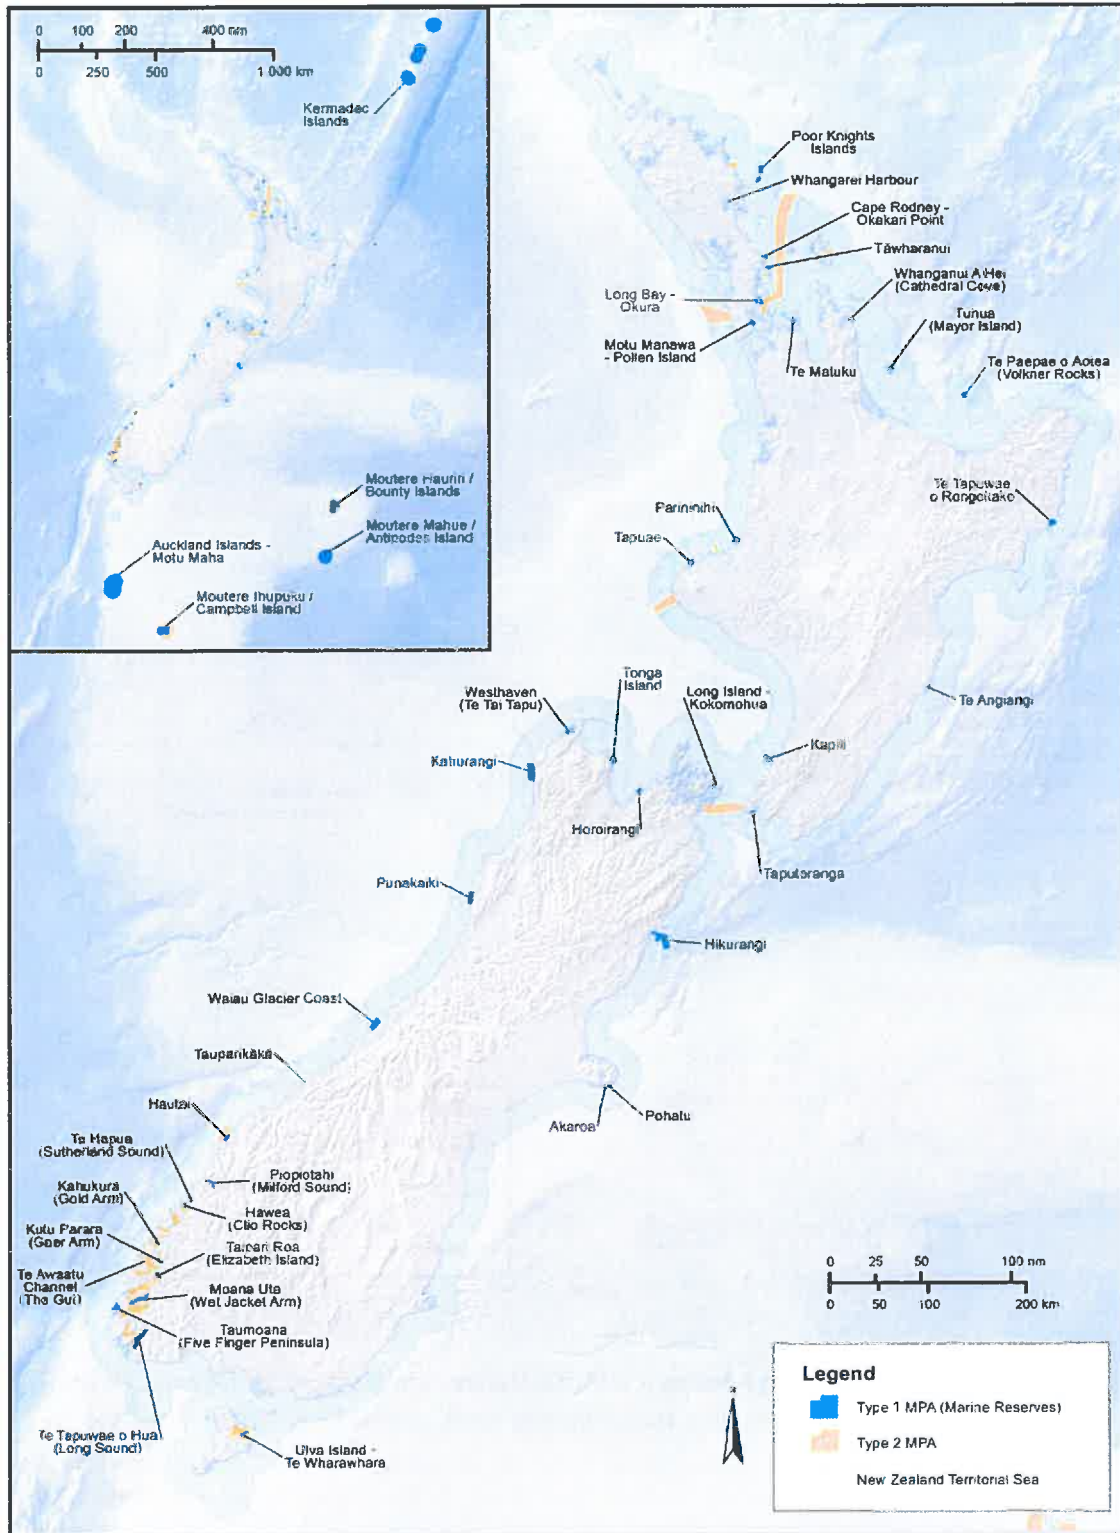 0 100 200 400 nm
0 250 500 1 000 km
Kermadec
Islands
Moutere Hauriri /
Bounty Islands
Moutere Mahue /
Antipodes Island
Auckland Islands -
Motu Maha
Moutere Ihupuku /
Campbell Island
Poor Knights
Islands
Whangarei Harbour
Cape Rodney -
Okakari Point
Tāwharanui
Whanganui A Hei
(Cathedral Cove)
Long Bay -
Okura
Tuhua
(Mayor Island)
Motu Manawa
- Pollen Island
Te Matuku
Te Paepae o Aotea
(Volkner Rocks)
Te Tapuwae
o Rongokako
Parininihi
Tapuae
Tonga
Island
Westhaven
(Te Tai Tapu)
Long Island -
Kokomohua
Te Angiangi
Kapiti
Kahurangi
Horoirangi
Taputeranga
Punakaiki
Hikurangi
Waiau Glacier Coast
Tauparikākā
Hautai
Akaroa
Pohatu
Te Hapua
(Sutherland Sound)
Piopiotahi
(Milford Sound)
Kahukura
(Gold Arm)
Hawea
(Clio Rocks)
Kutu Parara
(Gaer Arm)
Taipari Roa
(Elizabeth Island)
Te Awaatu
Channel
(The Gut)
Moana Uta
(Wet Jacket Arm)
Taumoana
(Five Finger Peninsula)
0 25 50 100 nm
0 50 100 200 km
Te Tapuwae o Hua
(Long Sound)
Ulva Island -
Te Wharawhara
Legend
Type 1 MPA (Marine Reserves)
Type 2 MPA
New Zealand Territorial Sea